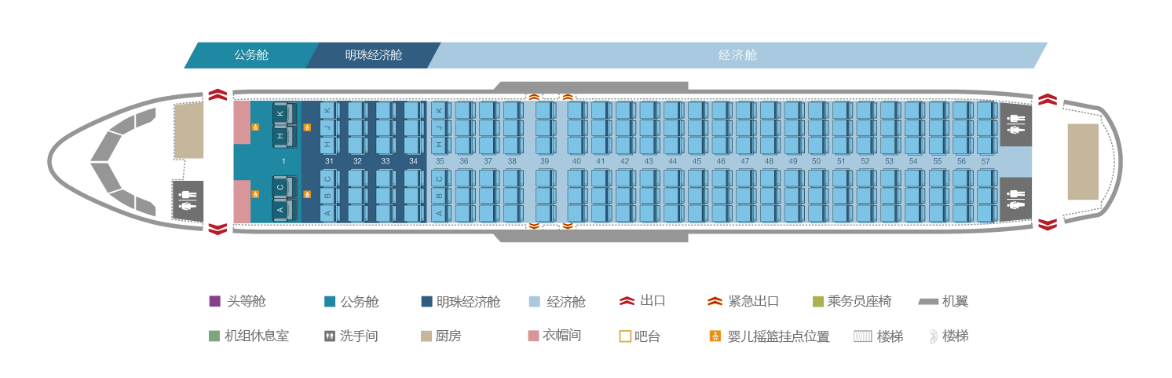 公务舱 明珠经济舱 经济舱
K K K
J
H H H
1 31 32 33 34 35 36 37 38 39 40 41 42 43 44 45 46 47 48 49 50 51 52 53 54 55 56 57
C C C
B B
A A A
头等舱 公务舱 明珠经济舱 经济舱 出口 紧急出口 乘务员座椅 机翼
机组休息室 洗手间 厨房 衣帽间 吧台 婴儿摇篮挂点位置 楼梯 楼梯